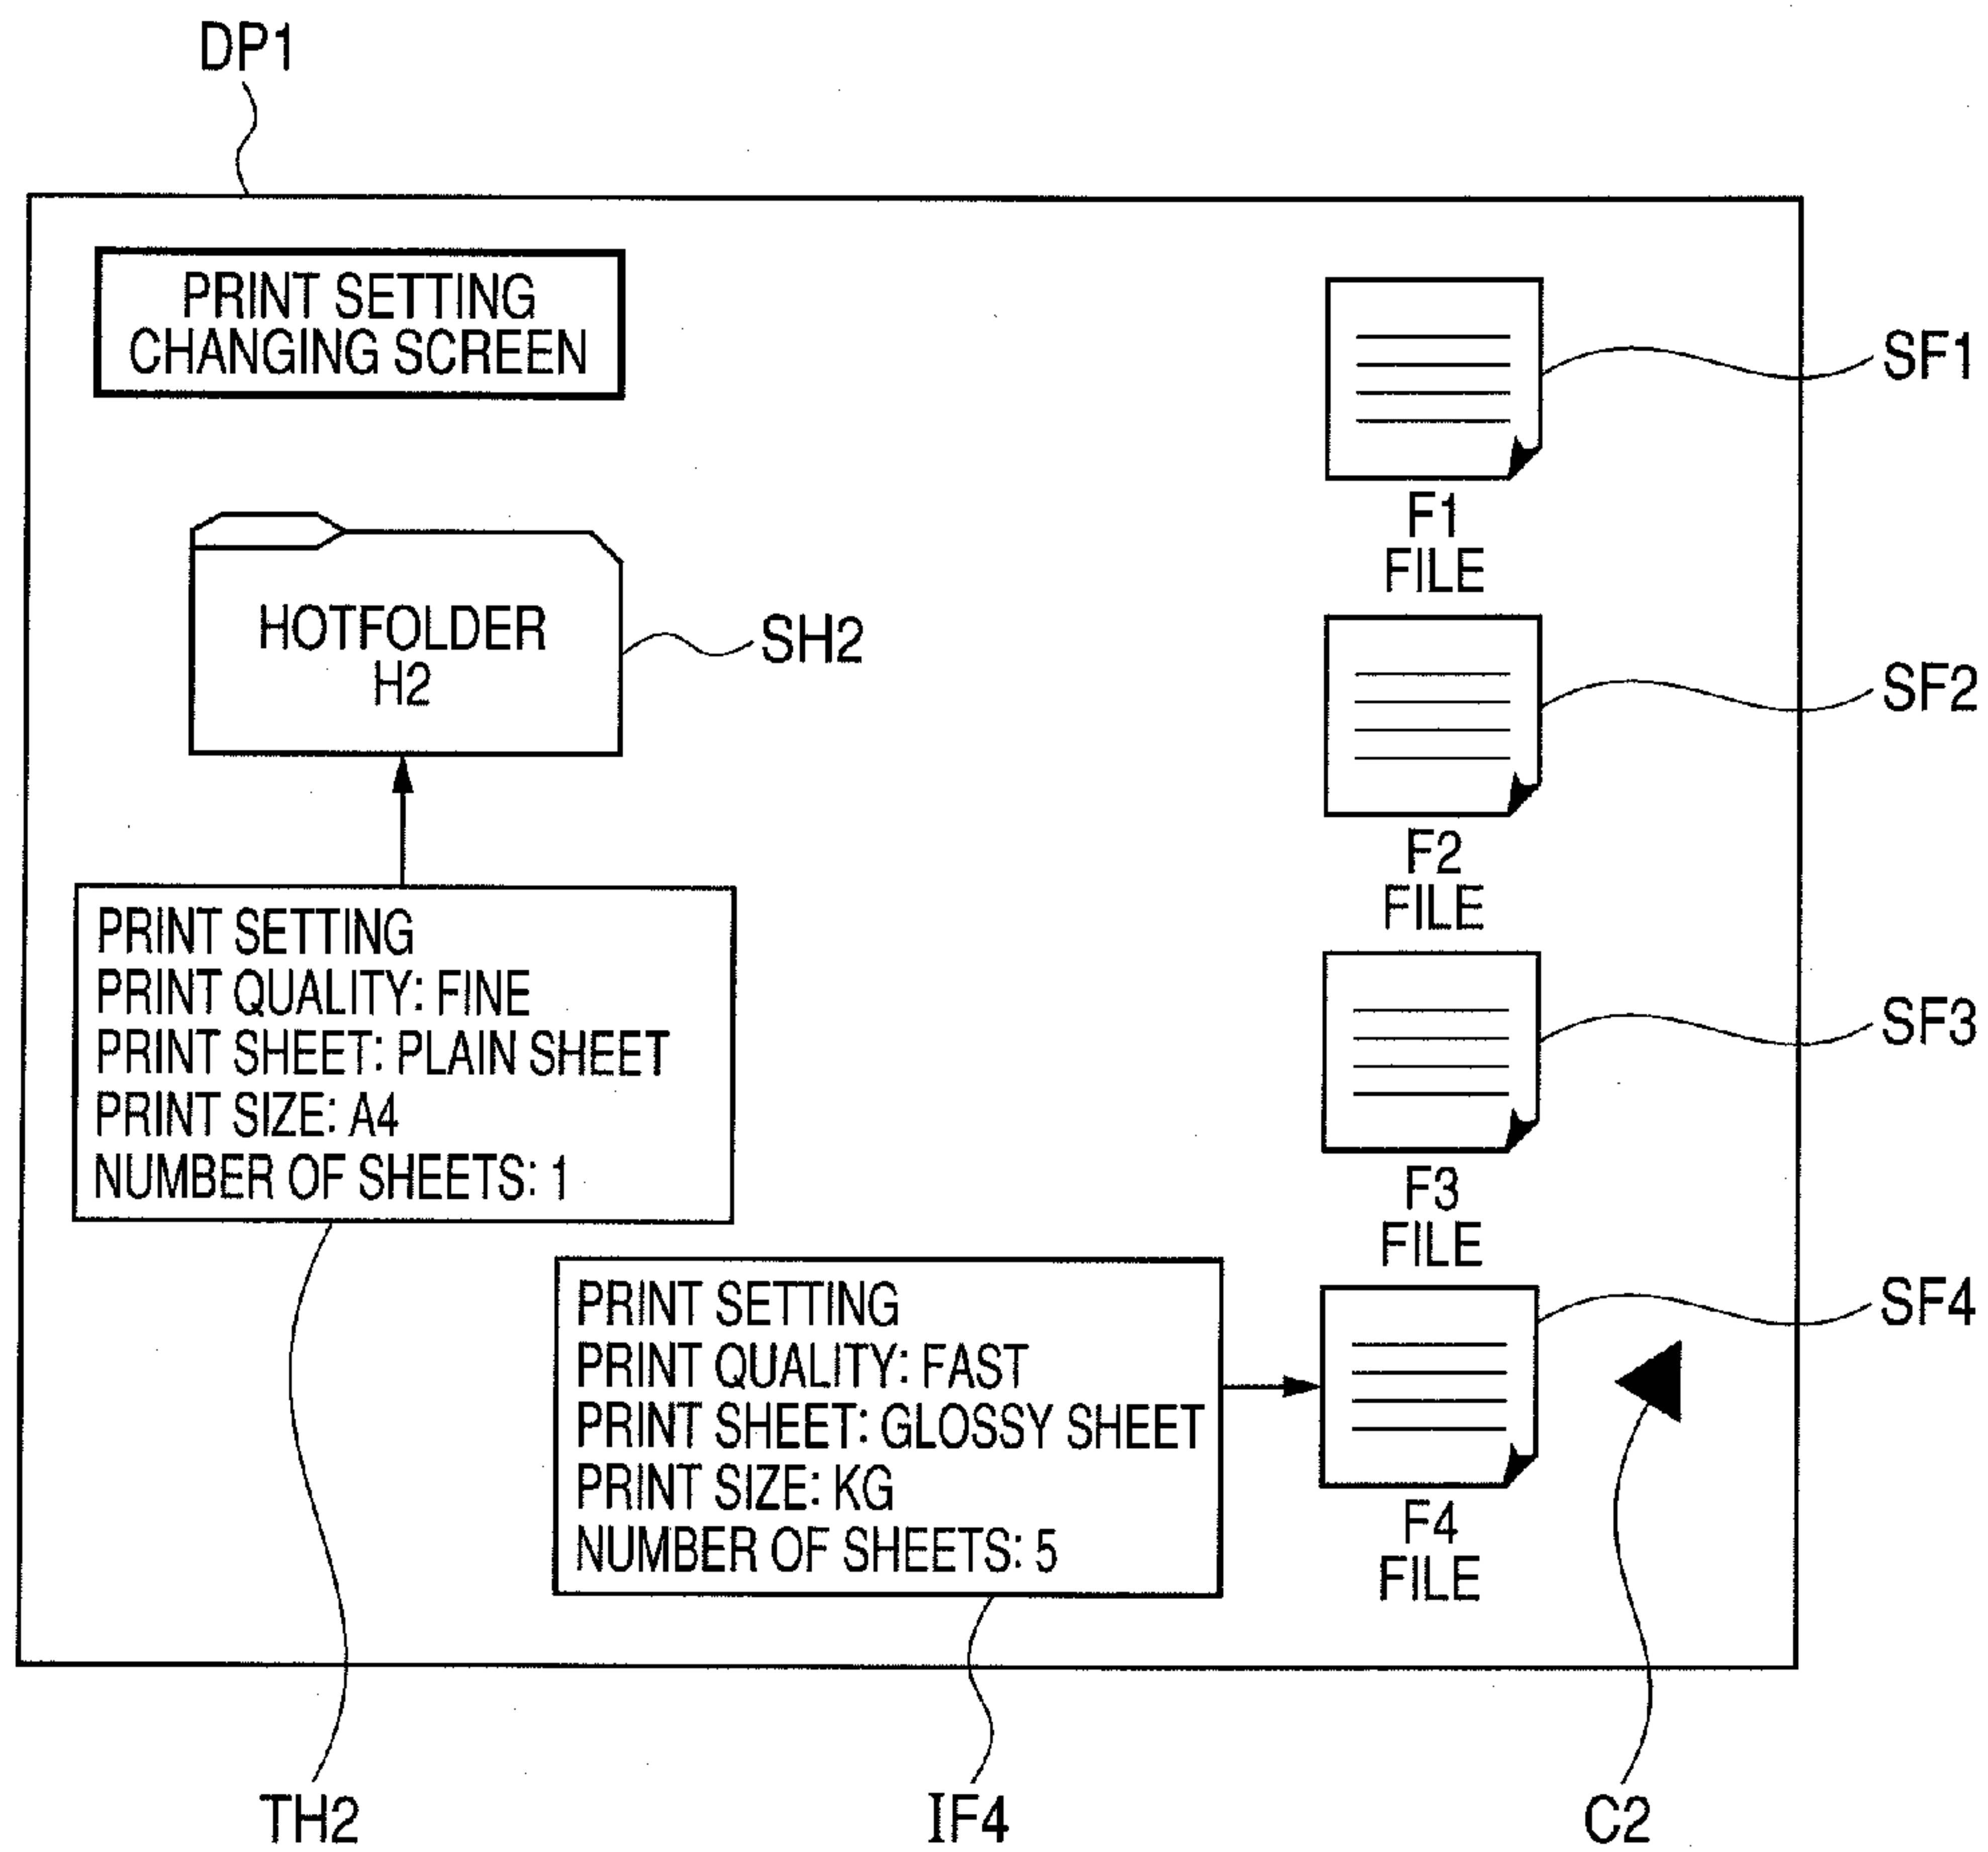 DP1
PRINT SETTING
CHANGING SCREEN
SF1
F1
FILE
HOTFOLDER
H2
SH2
SF2
F2
FILE
PRINT SETTING
PRINT QUALITY: FINE
PRINT SHEET: PLAIN SHEET
PRINT SIZE: A4
NUMBER OF SHEETS: 1
SF3
F3
FILE
PRINT SETTING
PRINT QUALITY: FAST
PRINT SHEET: GLOSSY SHEET
PRINT SIZE: KG
NUMBER OF SHEETS: 5
SF4
F4
FILE
TH2
IF4
C2